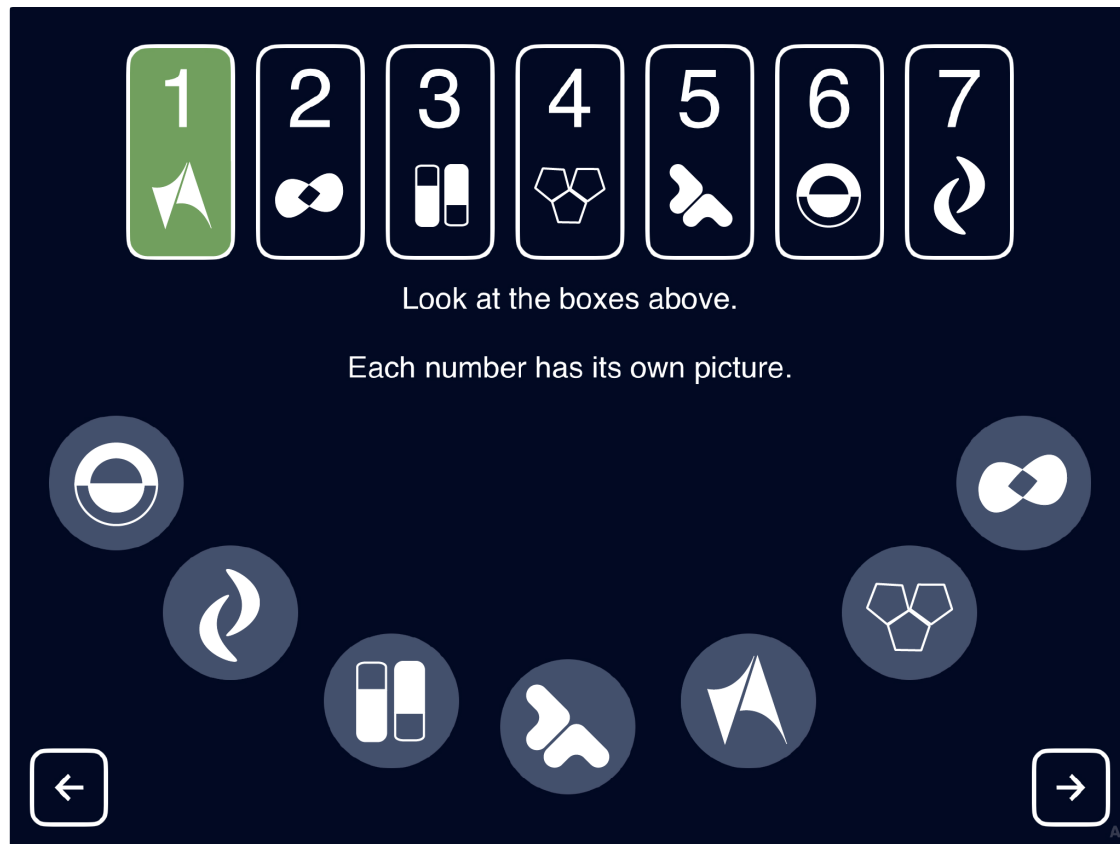 1 2 3 4 5 6 7
Look at the boxes above.
Each number has its own picture.